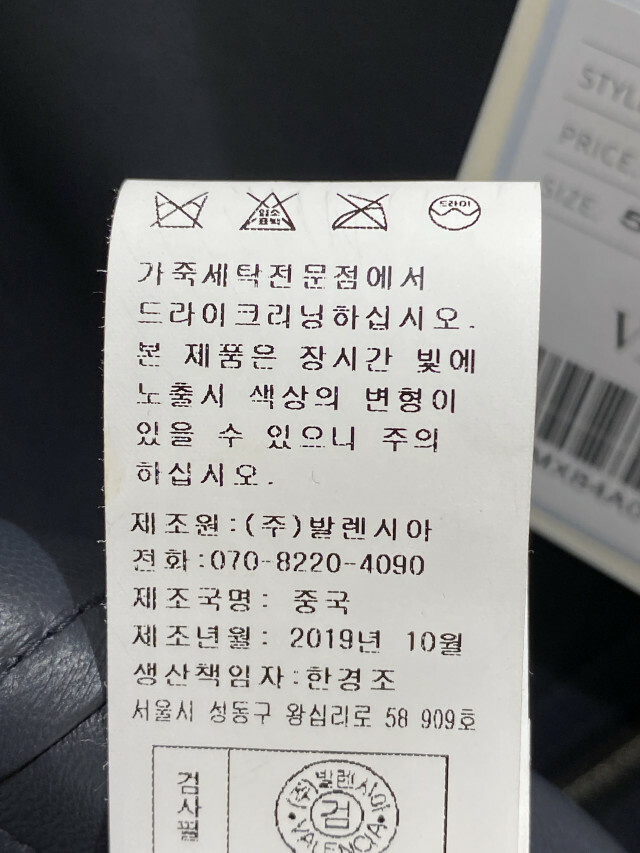 드라이
가죽세탁전문점에서
드라이크리닝하십시오.
본 제품은 장시간 빛에
노출시 색상의 변형이
있을 수 있으니 주의
하십시오.
제조원:(주)발렌시아
전화:070-8220-4090
제조국명: 중국
제조년월: 2019년 10월
생산책임자:한경조
서울시 성동구 왕십리로 58 909호
검사필
(주)발렌시아
검
VALENCIA
STYL
PRICE
SIZE 5
V